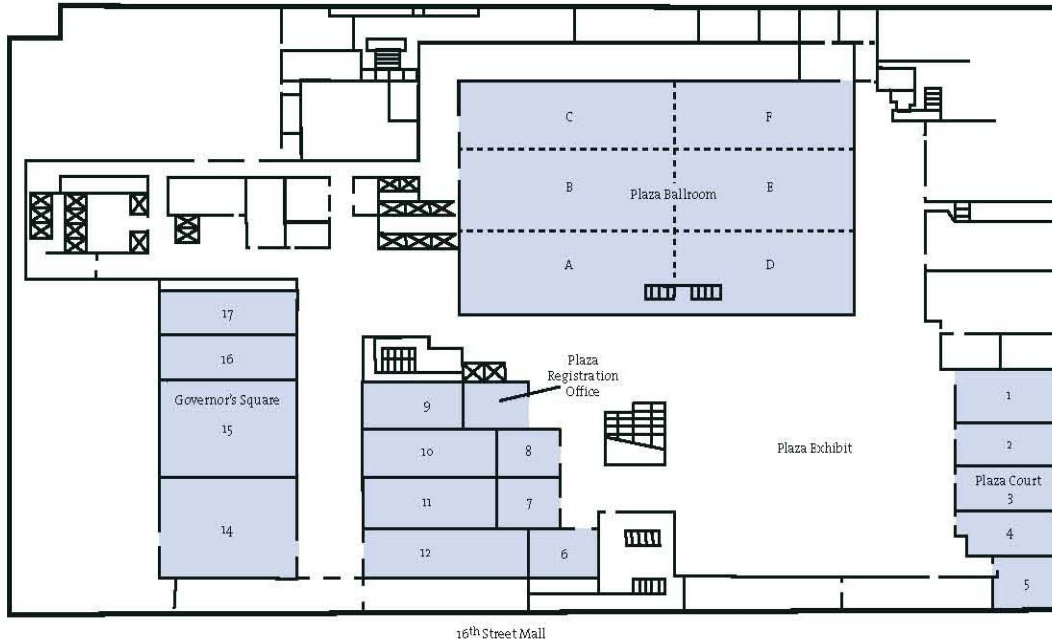 C
F
B
Plaza Ballroom
E
A
D
17
16
Governor's Square
15
14
Plaza
Registration
Office
9
10
8
11
7
12
6
Plaza Exhibit
1
2
Plaza Court
3
4
5
16th Street Mall